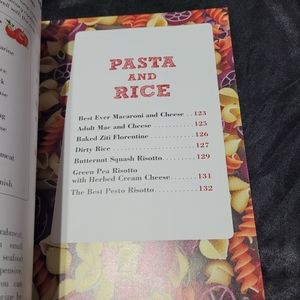 PASTA
AND
RICE
Best Ever Macaroni and Cheese . . 123
Adult Mac and Cheese . . . . . . . . . . . 125
Baked Ziti Florentine . . . . . . . . . . . 126
Dirty Rice . . . . . . . . . . . . . . . . . . . 127
Butternut Squash Risotto . . . . . . . . 129
Green Pea Risotto
with Herbed Cream Cheese . . . . . . . 131
The Best Pesto Risotto . . . . . . . . . . 132